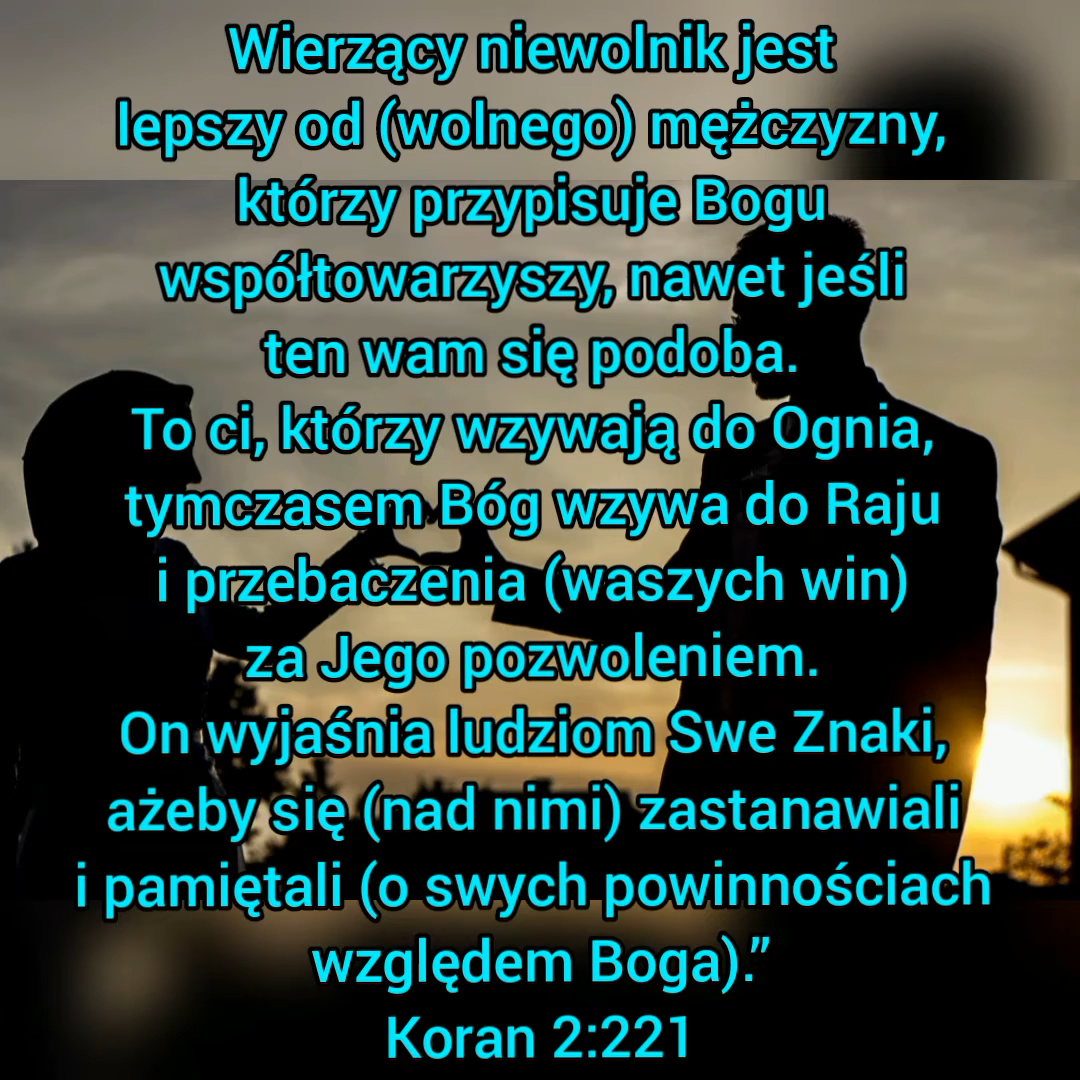 Wierzący niewolnik jest
lepszy od (wolnego) mężczyzny,
którzy przypisuje Bogu
współtowarzyszy, nawet jeśli
ten wam się podoba.
To ci, którzy wzywają do Ognia,
tymczasem Bóg wzywa do Raju
i przebaczenia (waszych win)
za Jego pozwoleniem.
On wyjaśnia ludziom Swe Znaki,
ażeby się (nad nimi) zastanawiali
i pamiętali (o swych powinnościach
względem Boga).”
Koran 2:221